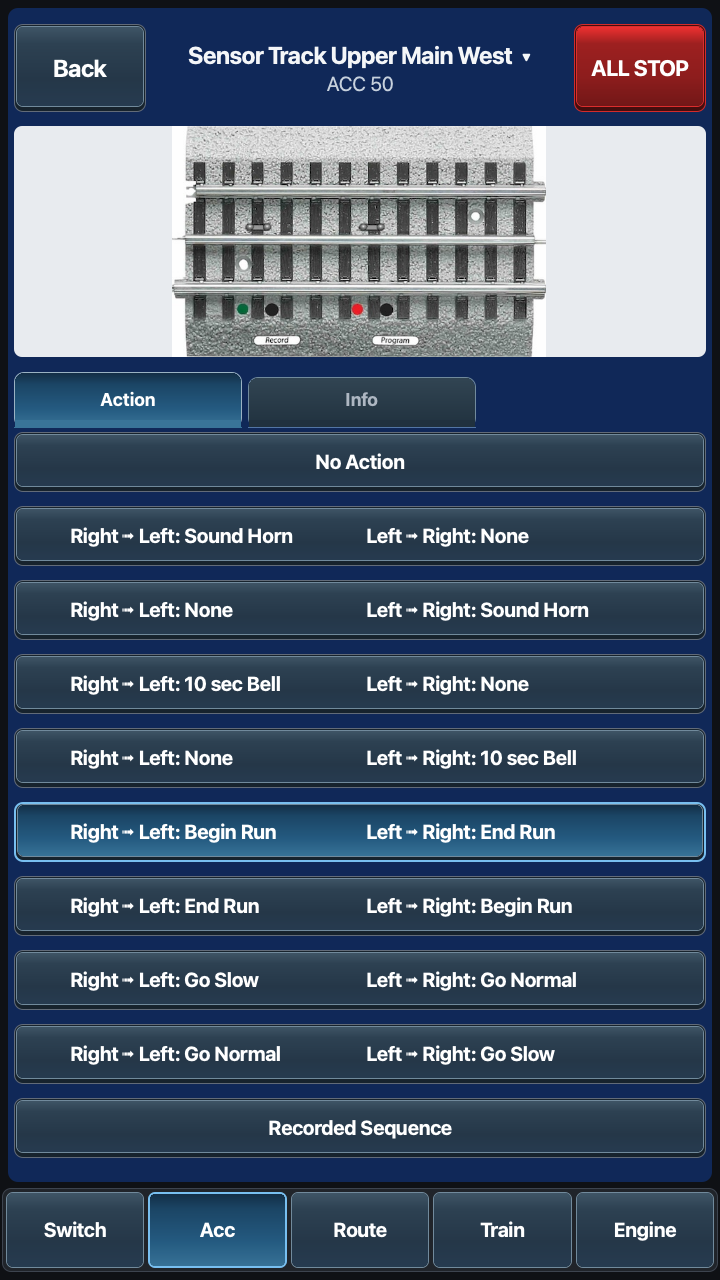 Back
Sensor Track Upper Main West ▼
ACC 50
ALL STOP
Record
Program
Action
Info
No Action
Right ➟ Left: Sound Horn Left ➟ Right: None
Right ➟ Left: None Left ➟ Right: Sound Horn
Right ➟ Left: 10 sec Bell Left ➟ Right: None
Right ➟ Left: None Left ➟ Right: 10 sec Bell
Right ➟ Left: Begin Run Left ➟ Right: End Run
Right ➟ Left: End Run Left ➟ Right: Begin Run
Right ➟ Left: Go Slow Left ➟ Right: Go Normal
Right ➟ Left: Go Normal Left ➟ Right: Go Slow
Recorded Sequence
Switch
Acc
Route
Train
Engine